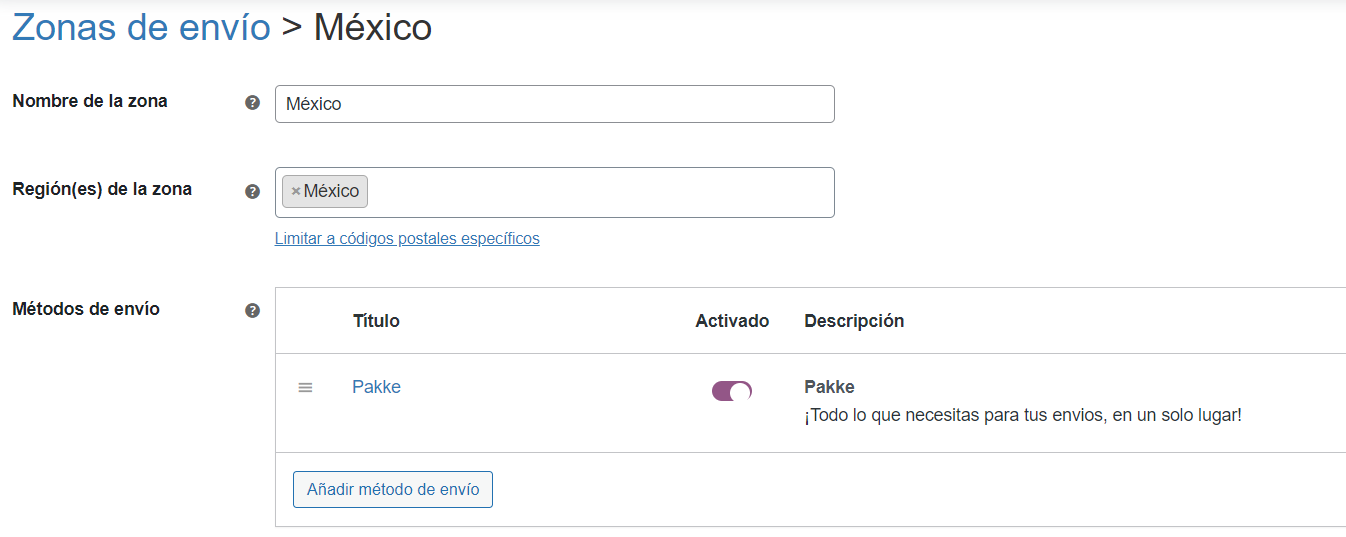 Zonas de envío > México
Nombre de la zona
?
México
Región(es) de la zona
?
×México
Limitar a códigos postales específicos
Métodos de envío
?
Título
Activado
Descripción
Pakke
Pakke
¡Todo lo que necesitas para tus envios, en un solo lugar!
Añadir método de envío